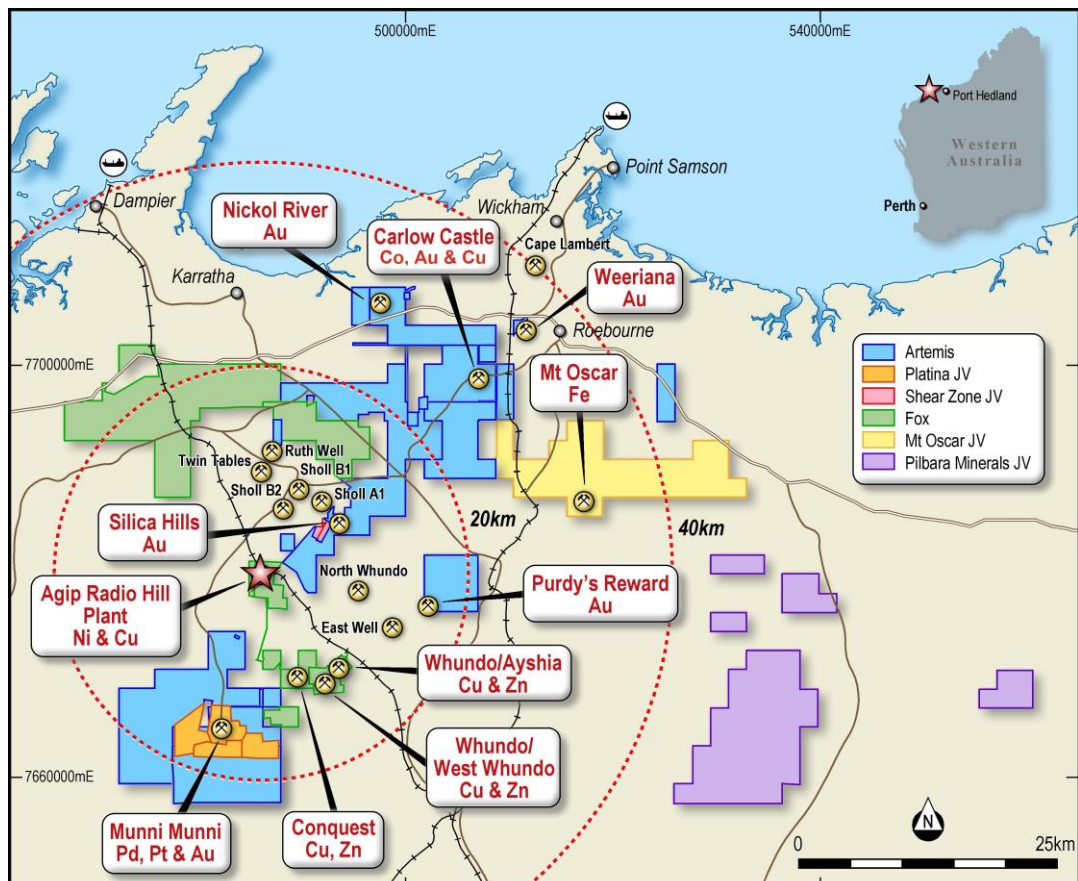 500000mE
540000mE
Port Hedland
Western
Australia
Perth
Point Samson
Dampier
Wickham
Nickol River
Au
Carlow Castle
Co, Au & Cu
Cape Lambert
Karratha
Weeriana
Au
Roebourne
7700000mE
Mt Oscar
Fe
Artemis
Platina JV
Shear Zone JV
Fox
Mt Oscar JV
Pilbara Minerals JV
Ruth Well
Twin Tables
Sholl B1
Sholl B2
Sholl A1
Silica Hills
Au
20km
40km
Agip Radio Hill
Plant
Ni & Cu
North Whundo
Purdy's Reward
Au
East Well
Whundo/Ayshia
Cu & Zn
Whundo/
West Whundo
Cu & Zn
7660000mE
Munni Munni
Pd, Pt & Au
Conquest
Cu, Zn
N
0
25km